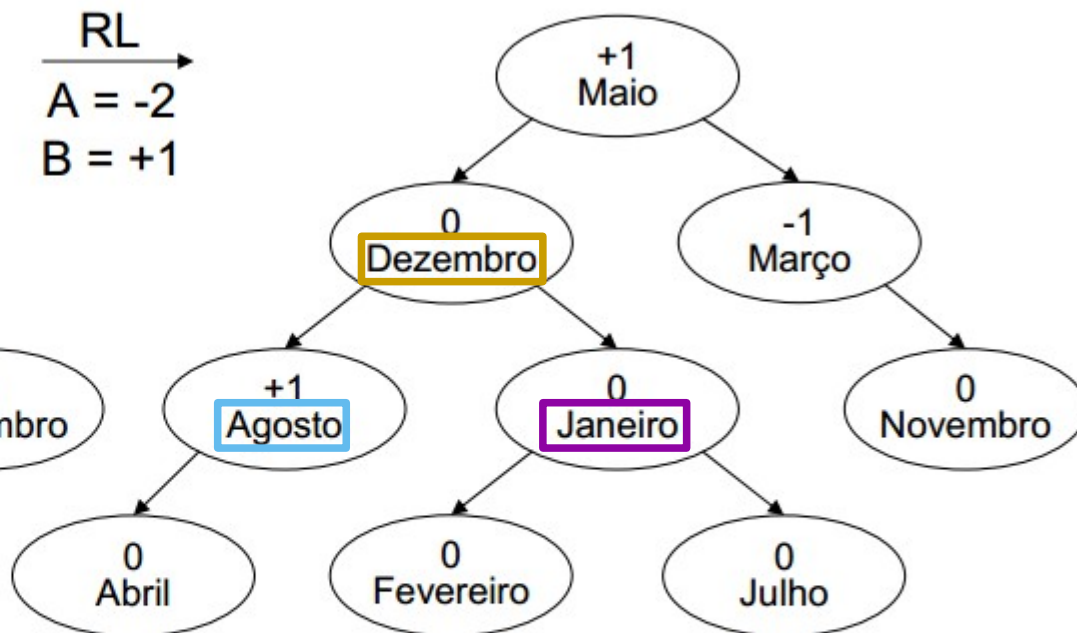 RL
A = -2
B = +1
+1
Maio
0
Dezembro
-1
Março
mbro
+1
Agosto
0
Janeiro
0
Novembro
0
Abril
0
Fevereiro
0
Julho